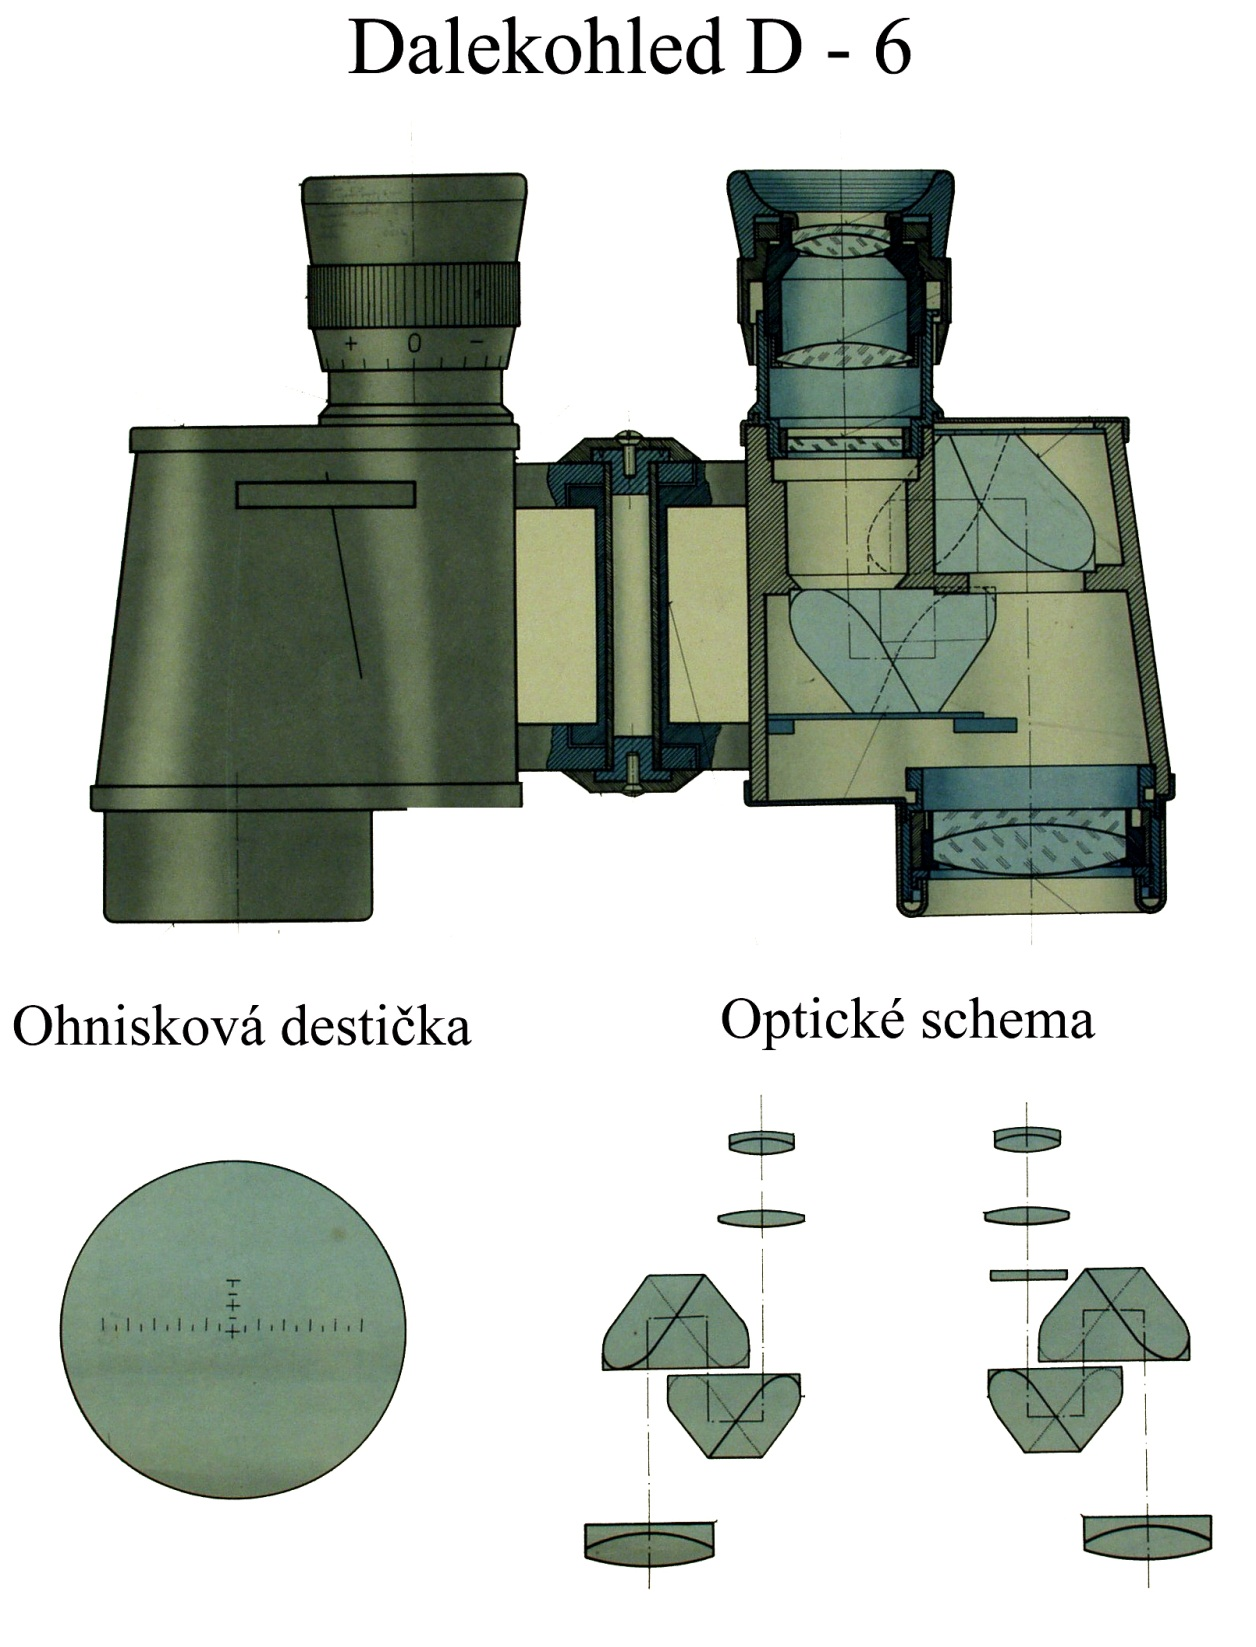 Dalekohled D - 6
+ 0 -
Ohnisková destička
Optické schema